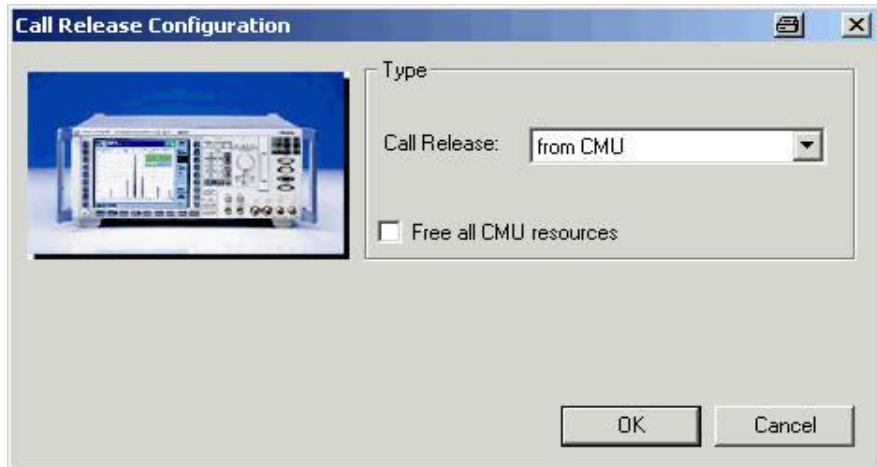 Call Release Configuration
Type
Call Release: from CMU
Free all CMU resources
OK Cancel